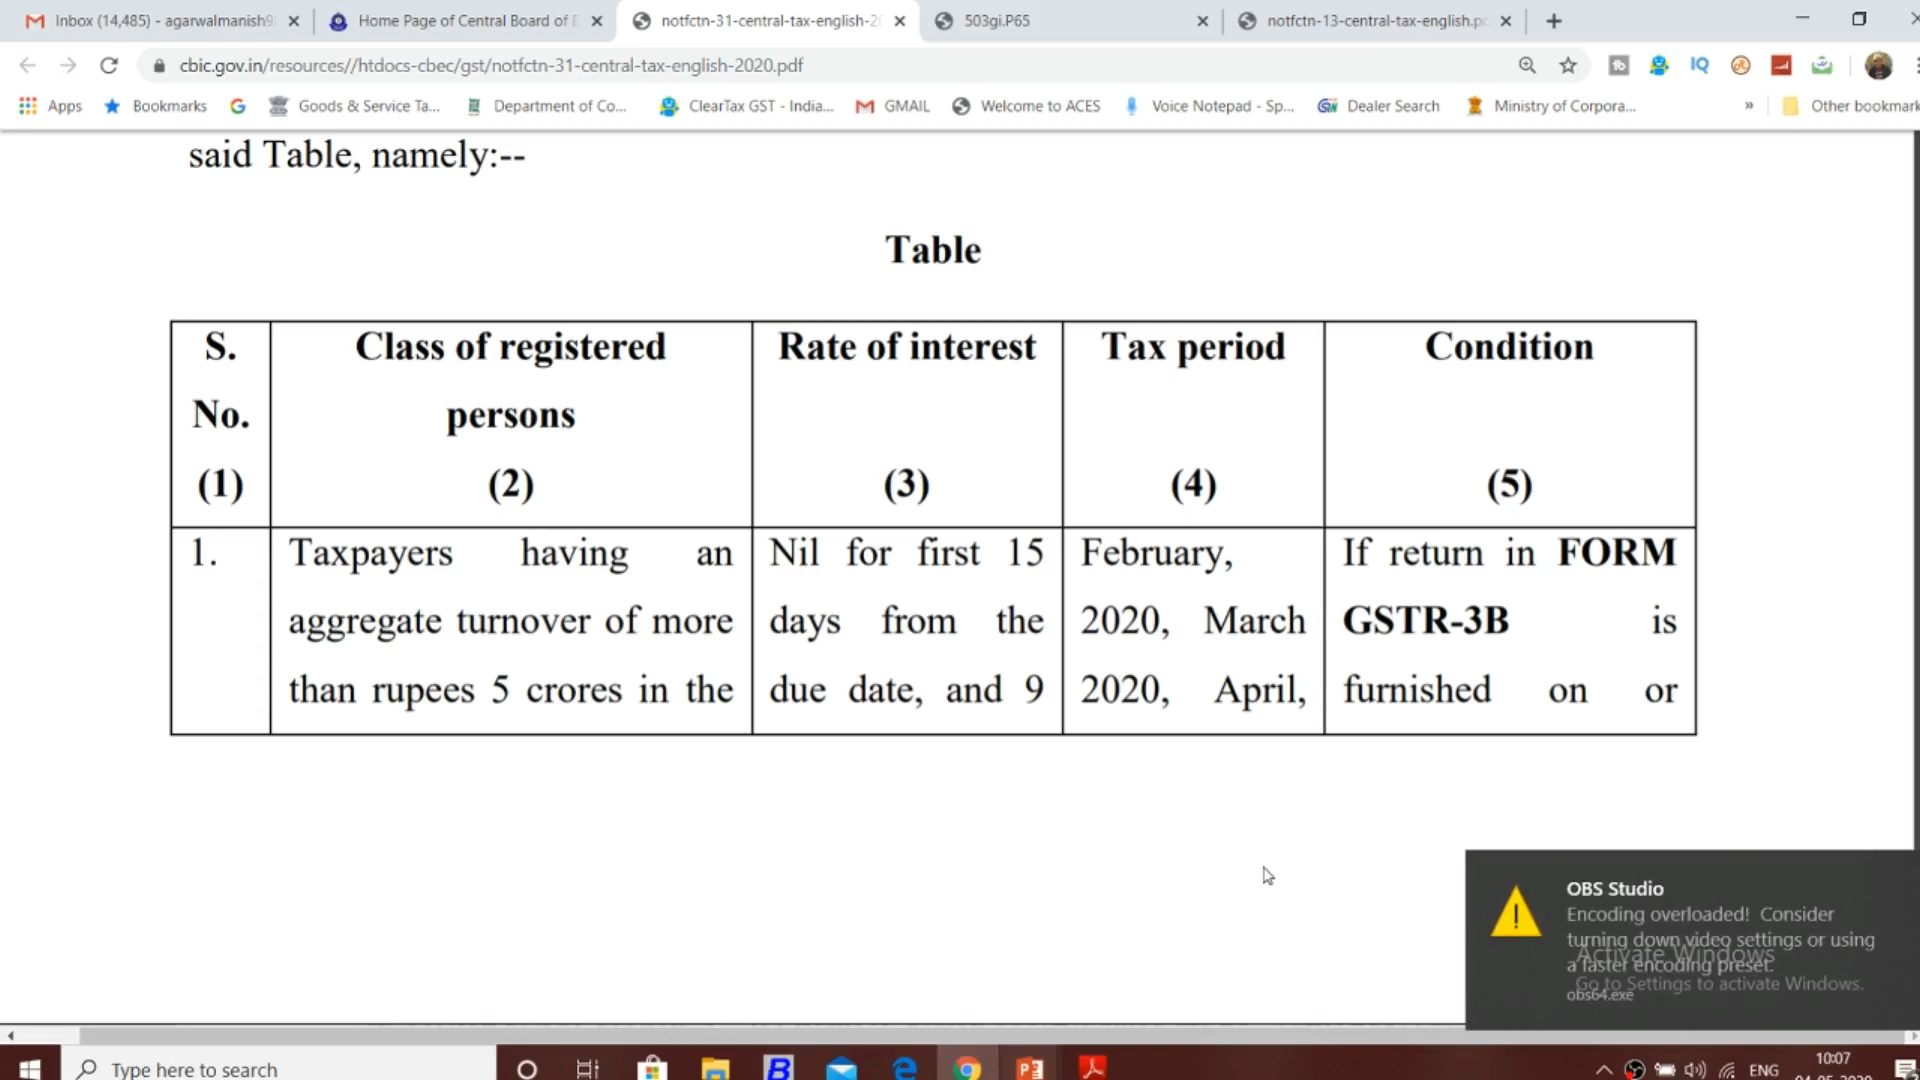 Inbox (14,485) - agarwalmanish9
Home Page of Central Board of E
notfctn-31-central-tax-english-2
503gi.P65
notfctn-13-central-tax-english.p
cbic.gov.in/resources//htdocs-cbec/gst/notfctn-31-central-tax-english-2020.pdf
Apps
Bookmarks
Goods & Service Ta...
Department of Co...
ClearTax GST - India...
GMAIL
Welcome to ACES
Voice Notepad - Sp...
Dealer Search
Ministry of Corpora...
»
Other bookmark
said Table, namely:--
Table
S.
No.
(1)
Class of registered
persons
(2)
Rate of interest
(3)
Tax period
(4)
Condition
(5)
1.
Taxpayers having an
aggregate turnover of more
than rupees 5 crores in the
Nil for first 15
days from the
due date, and 9
February,
2020, March
2020, April,
If return in FORM
GSTR-3B is
furnished on or
OBS Studio
Encoding overloaded! Consider
turning down video settings or using
a faster encoding preset.
obs64.exe
Activate Windows
Go to Settings to activate Windows.
Type here to search
ENG
10:07